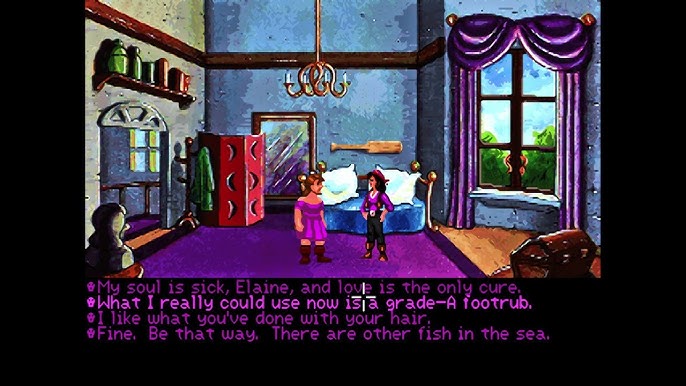 My soul is sick, Elaine, and love is the only cure.
What I really could use now is a grade-A footrub.
I like what you've done with your hair.
Fine. Be that way. There are other fish in the sea.